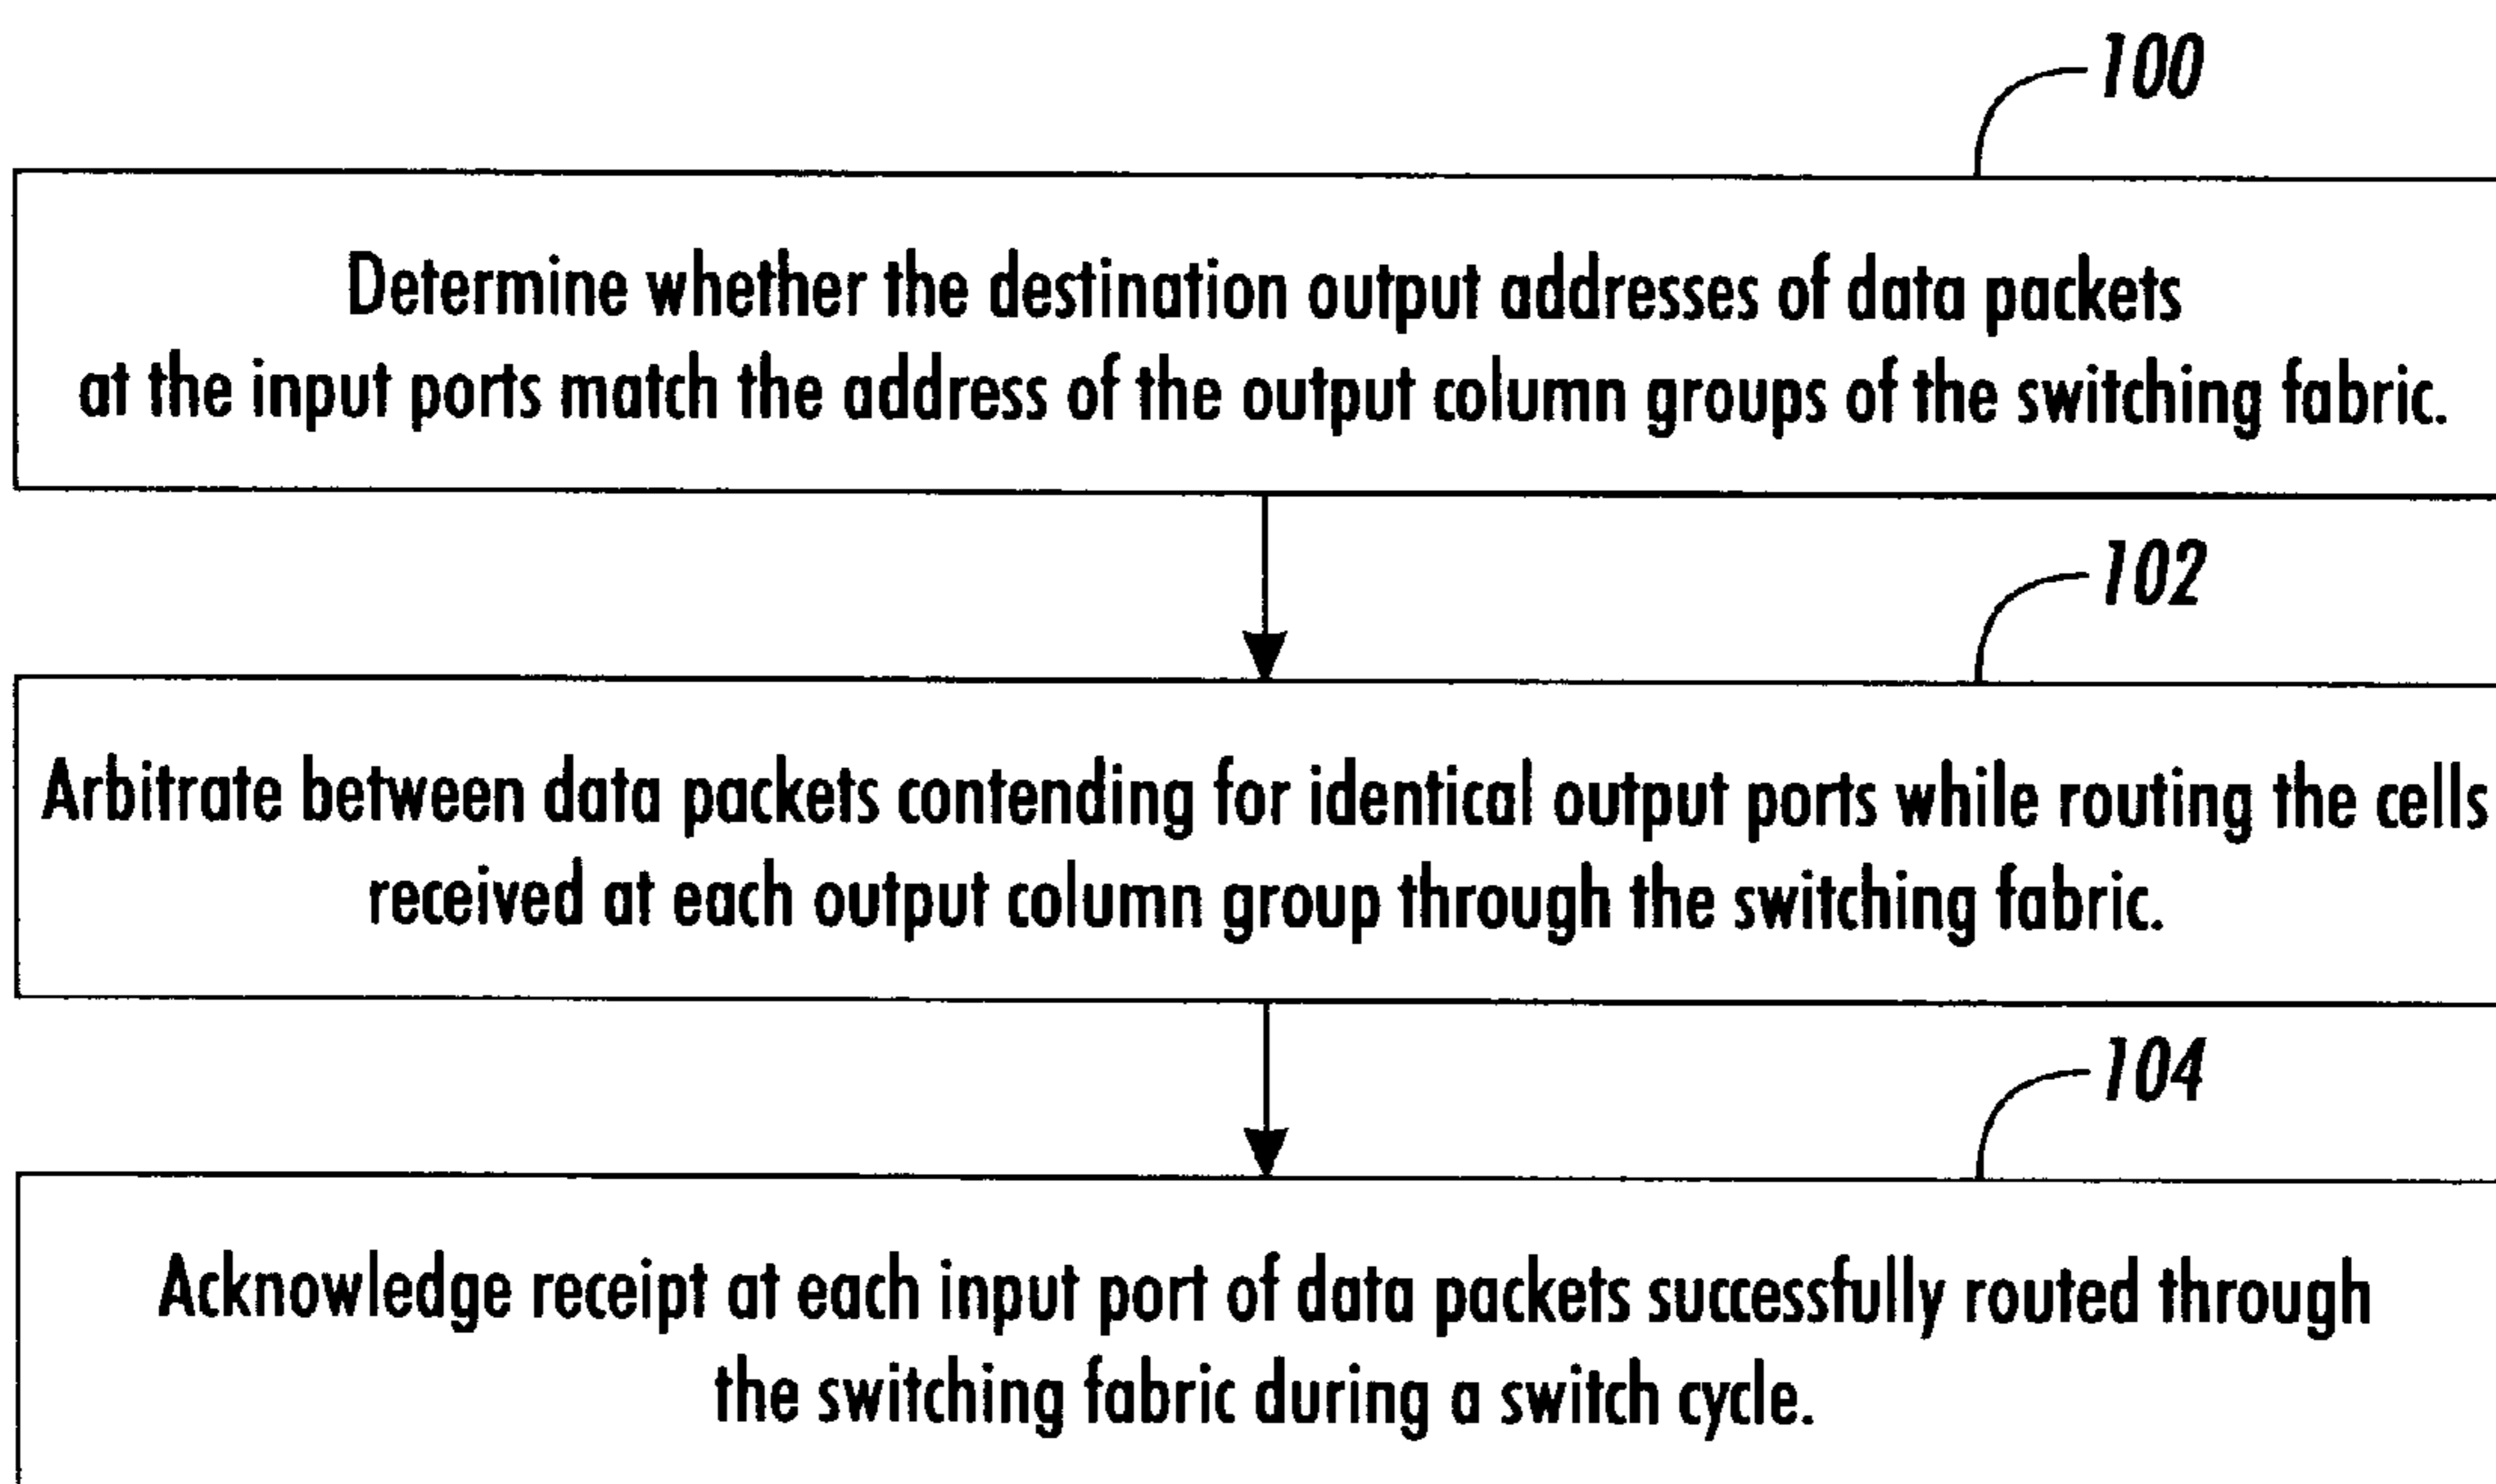 100
Determine whether the destination output addresses of data packets
at the input ports match the address of the output column groups of the switching fabric.
102
Arbitrate between data packets contending for identical output ports while routing the cells
received at each output column group through the switching fabric.
104
Acknowledge receipt at each input port of data packets successfully routed through
the switching fabric during a switch cycle.